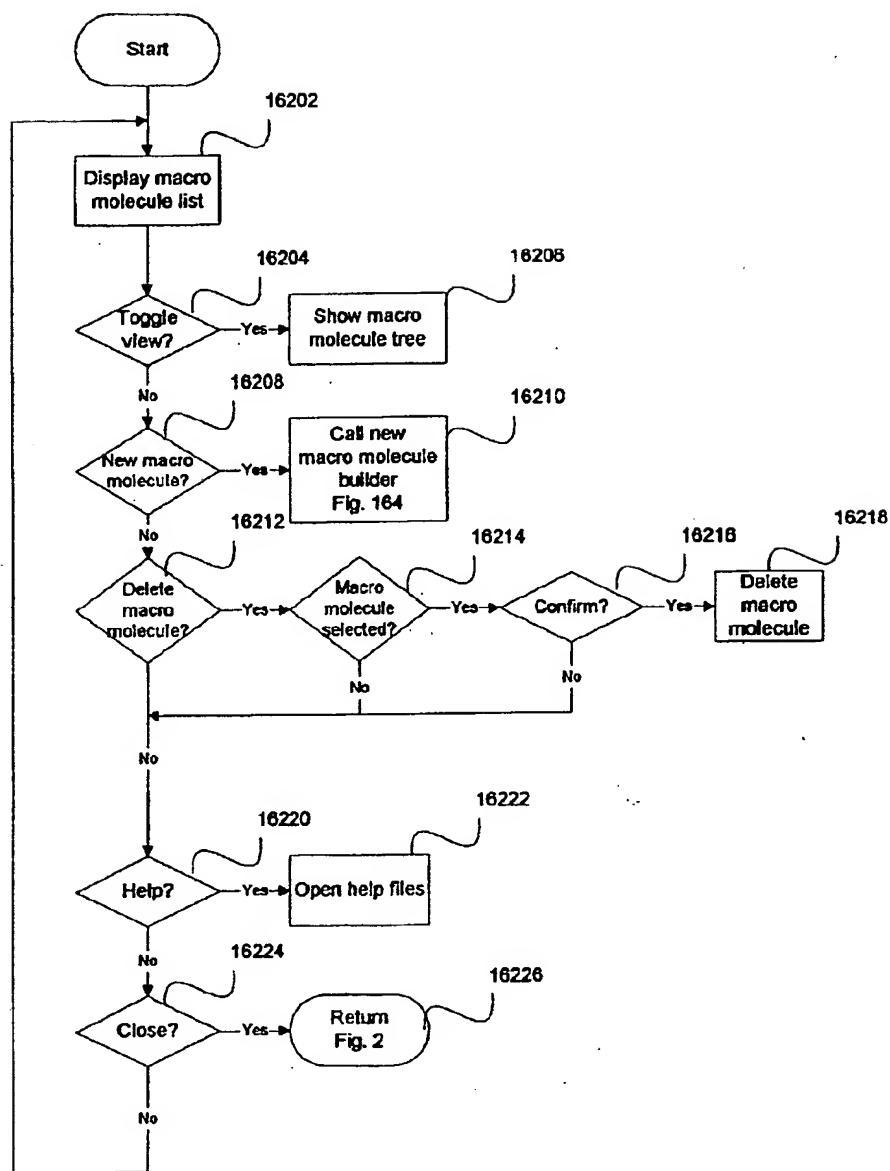 Start
16202
Display macro
molecule list
16204
16206
Toggle
view?
Yes
Show macro
molecule tree
No
16208
16210
New macro
molecule?
Yes
Call new
macro molecule
builder
Fig. 164
No
16212
16214
16216
16218
Delete
macro
molecule?
Yes
Macro
molecule
selected?
Yes
Confirm?
Yes
Delete
macro
molecule
No
No
No
16220
16222
Help?
Yes
Open help files
No
16224
16226
Close?
Yes
Return
Fig. 2
No